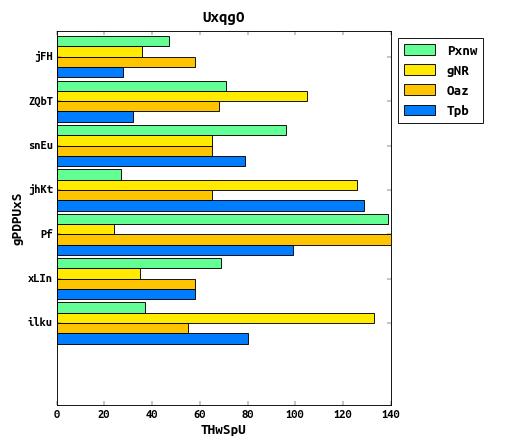 UxqgO
gPDPUxS
jFH
ZQbT
snEu
jhKt
Pf
xLIn
ilku
0 20 40 60 80 100 120 140
THwSpU
Pxnw
gNR
Oaz
Tpb